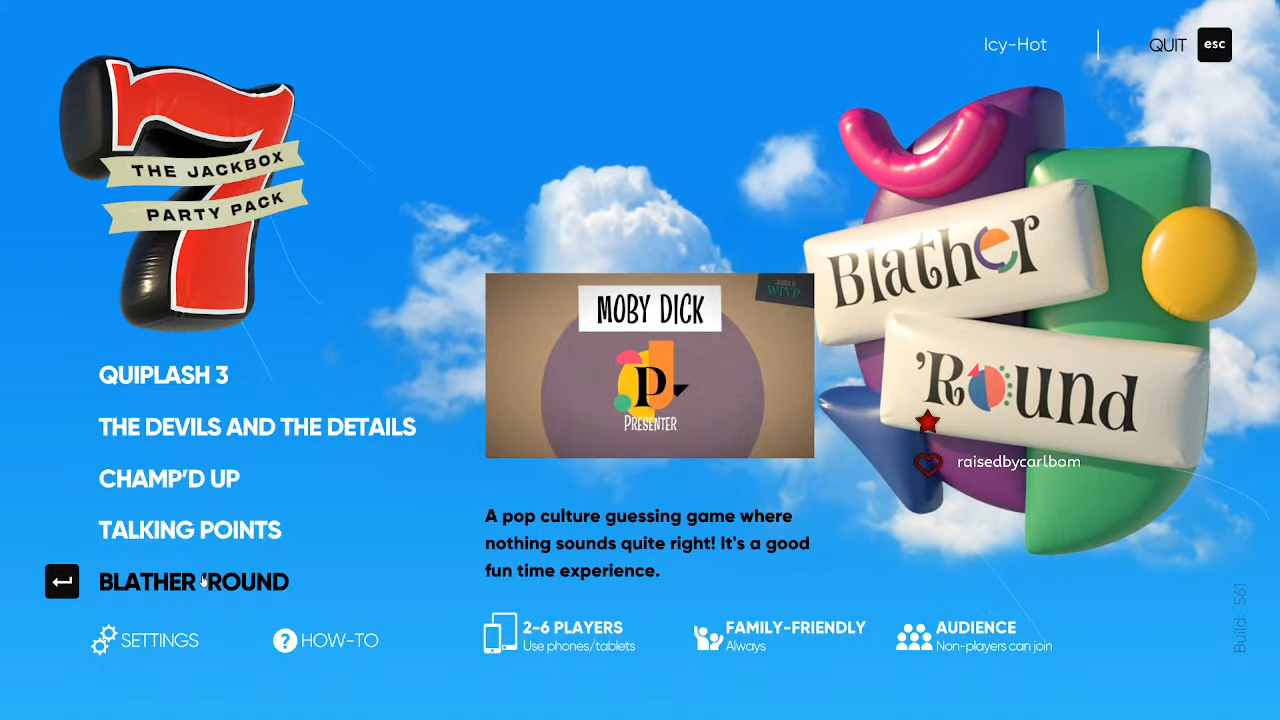 Icy-Hot
QUIT esc
7
THE JACKBOX
PARTY PACK
Blather
'Round
JACKBOX
WTVP
MOBY DICK
P
PRESENTER
QUIPLASH 3
THE DEVILS AND THE DETAILS
CHAMP'D UP
TALKING POINTS
BLATHER 'ROUND
raisedbycarlbom
A pop culture guessing game where
nothing sounds quite right! It's a good
fun time experience.
SETTINGS
? HOW-TO
2-6 PLAYERS
Use phones/tablets
FAMILY-FRIENDLY
Always
AUDIENCE
Non-players can join
Build: 561